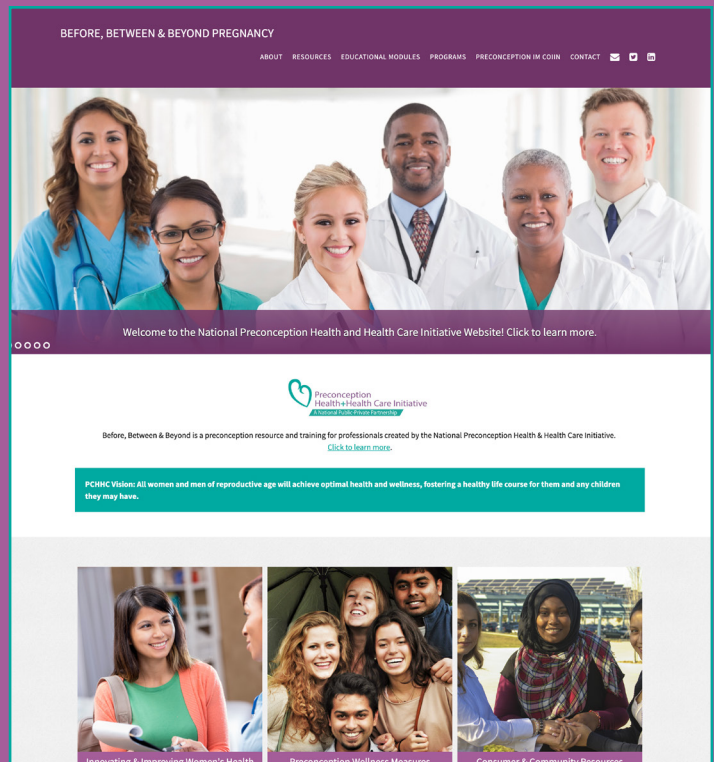 BEFORE, BETWEEN & BEYOND PREGNANCY
ABOUT RESOURCES EDUCATIONAL MODULES PROGRAMS PRECONCEPTION IM COIIN CONTACT
Welcome to the National Preconception Health and Health Care Initiative Website! Click to learn more.
Preconception
Health+Health Care Initiative
A National Public-Private Partnership
Before, Between & Beyond is a preconception resource and training for professionals created by the National Preconception Health & Health Care Initiative.
Click to learn more.
PCHHC Vision: All women and men of reproductive age will achieve optimal health and wellness, fostering a healthy life course for them and any children
they may have.
Innovating & Improving Women's Health Preconception Wellness Measures Consumer & Community Resources